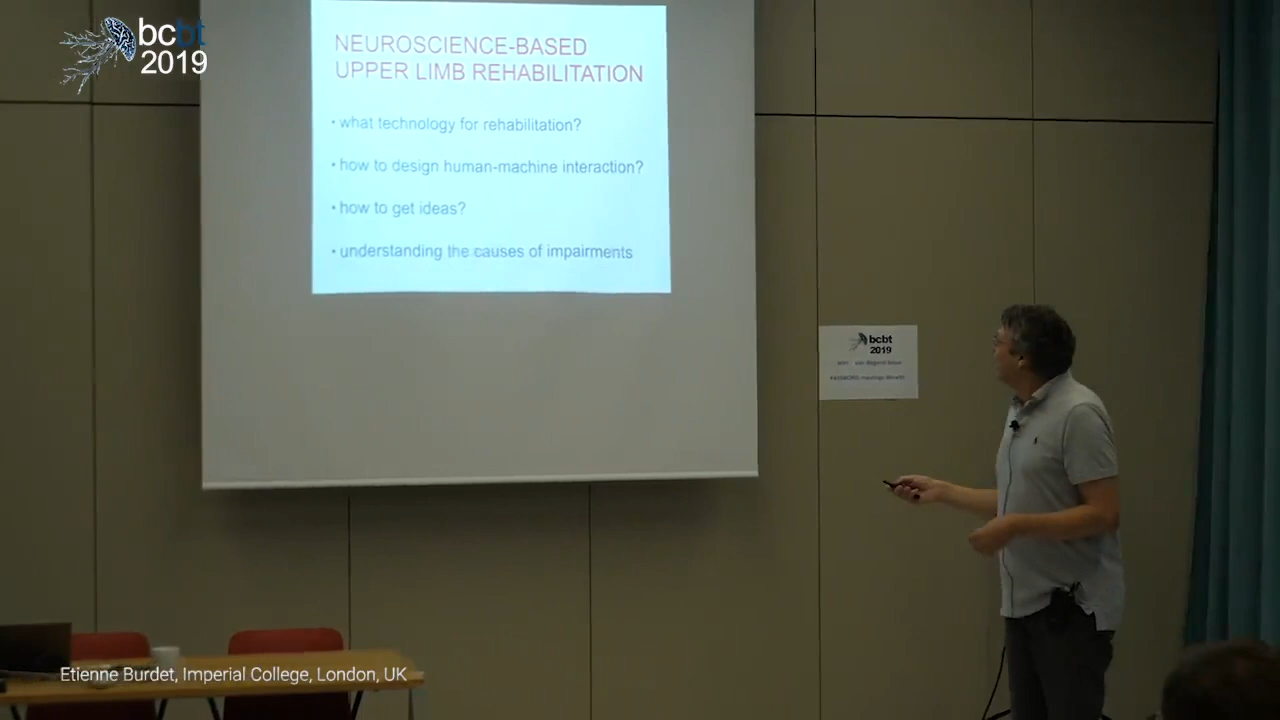 bcbt
2019
NEUROSCIENCE-BASED
UPPER LIMB REHABILITATION
• what technology for rehabilitation?
• how to design human-machine interaction?
• how to get ideas?
• understanding the causes of impairments
bcbt
2019
Etienne Burdet, Imperial College, London, UK